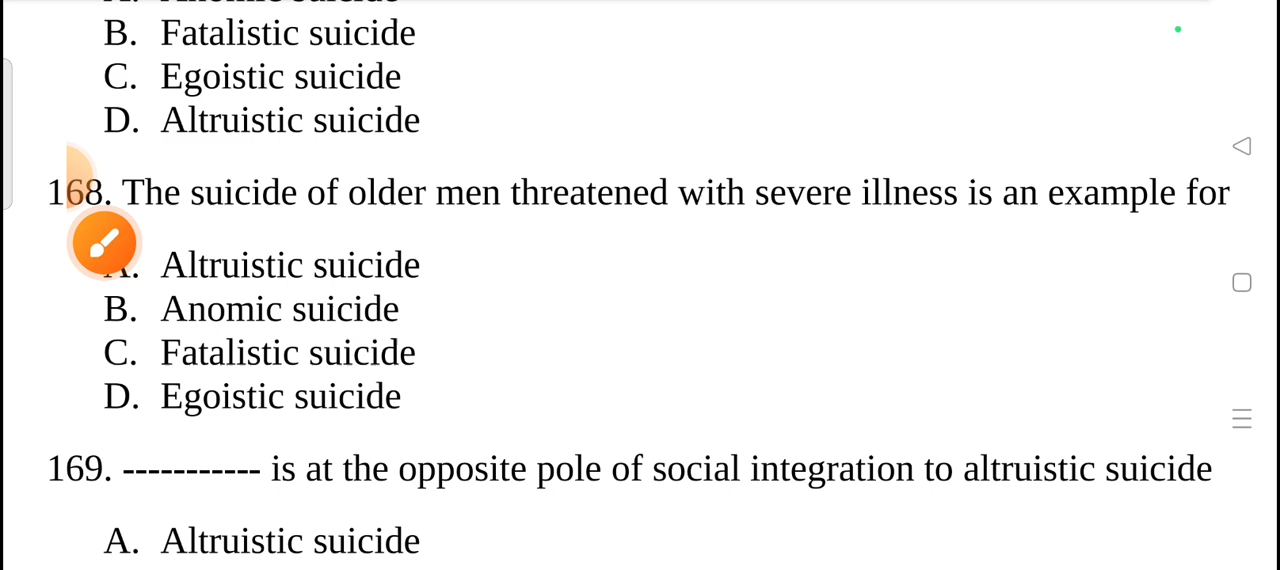 B. Fatalistic suicide
C. Egoistic suicide
D. Altruistic suicide
168. The suicide of older men threatened with severe illness is an example for
A. Altruistic suicide
B. Anomic suicide
C. Fatalistic suicide
D. Egoistic suicide
169. ----------- is at the opposite pole of social integration to altruistic suicide
A. Altruistic suicide